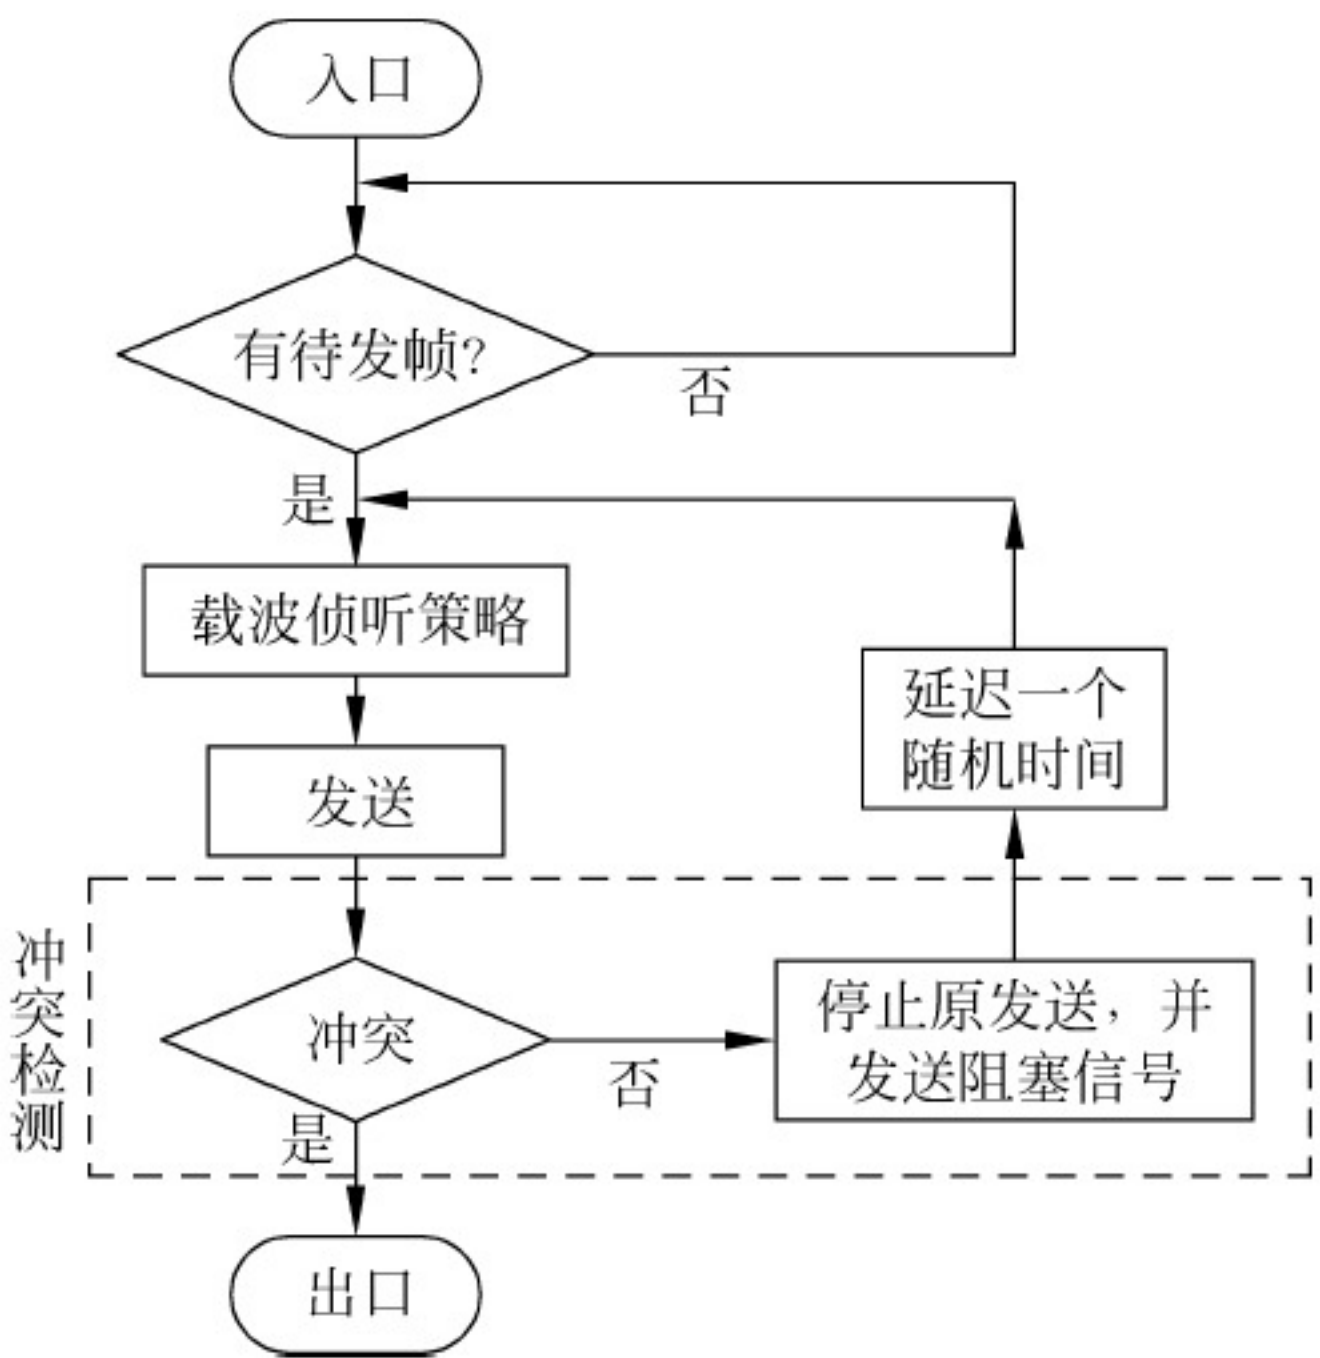 入口
有待发帧?
否
是
载波侦听策略
延迟一个
随机时间
发送
冲突检测
冲突
否
是
停止原发送，并
发送阻塞信号
出口